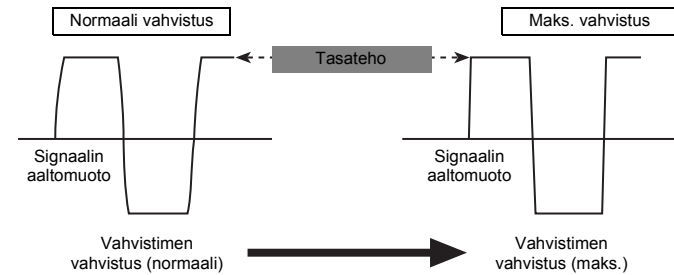 Normaali vahvistus
Maks. vahvistus
Tasateho
Signaalin
aaltomuoto
Signaalin
aaltomuoto
Vahvistimen
vahvistus (normaali)
Vahvistimen
vahvistus (maks.)